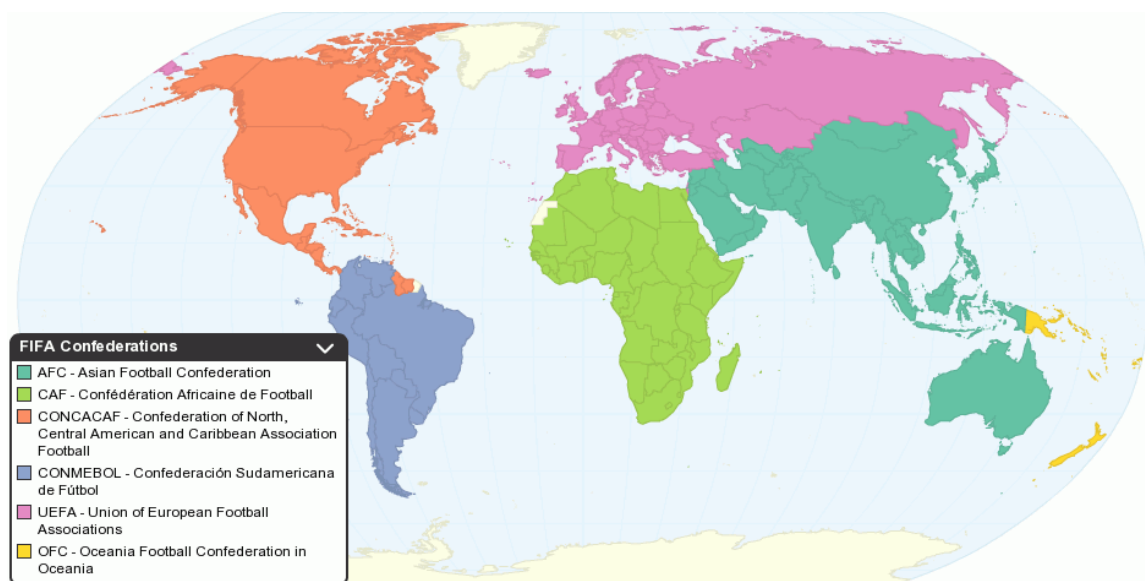 FIFA Confederations
AFC - Asian Football Confederation
CAF - Confédération Africaine de Football
CONCACAF - Confederation of North,
Central American and Caribbean Association
Football
CONMEBOL - Confederación Sudamericana
de Fútbol
UEFA - Union of European Football
Associations
OFC - Oceania Football Confederation in
Oceania